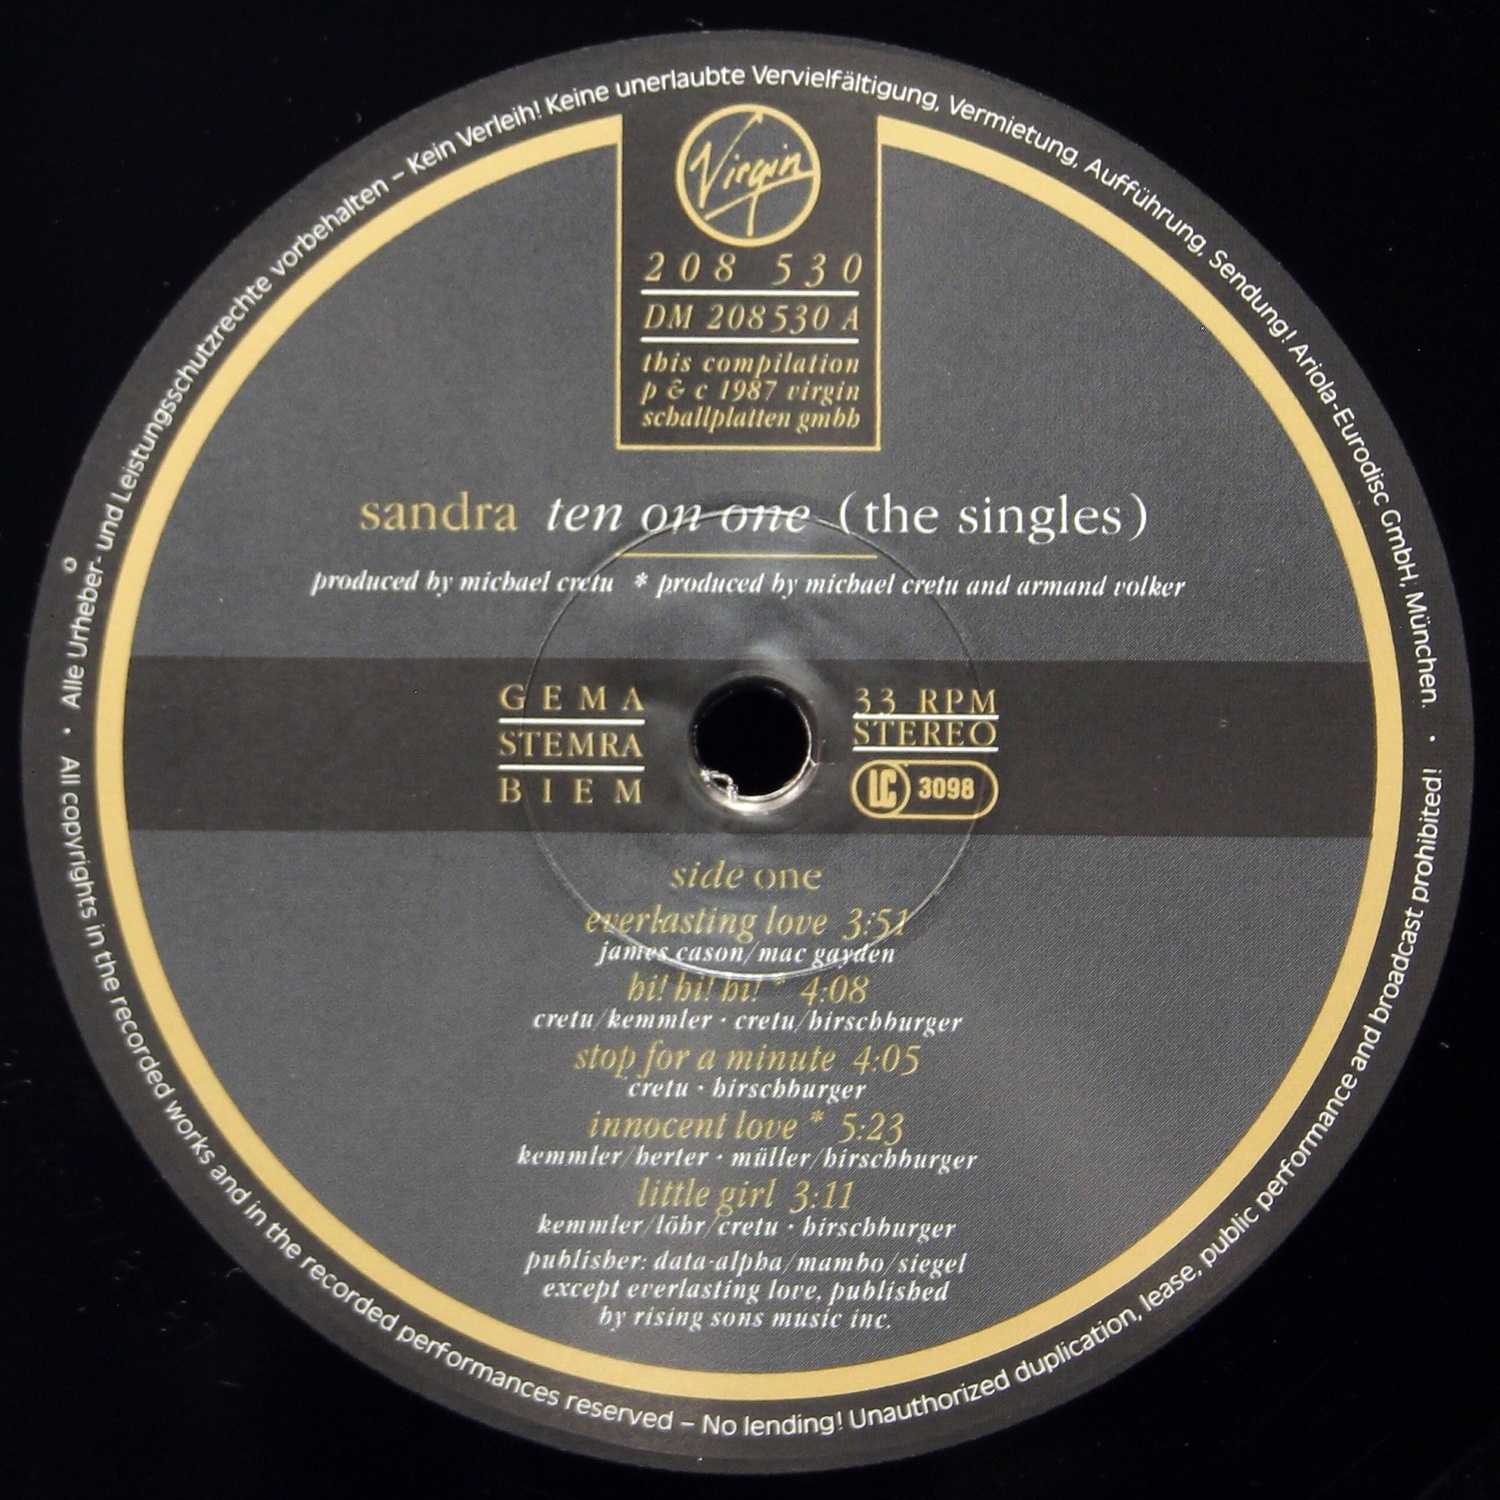 Alle Urheber- und Leistungsschutzrechte vorbehalten – Kein Verleih! Keine unerlaubte Vervielfältigung, Vermietung, Aufführung, Sendung! Ariola-Eurodisc GmbH, München.
Virgin
208 530
DM 208530 A
this compilation
p & c 1987 virgin
schallplatten gmbh
sandra ten on one (the singles)
produced by michael cretu * produced by michael cretu and armand volker
GEMA
STEMRA
BIEM
33 RPM
STEREO
LC 3098
side one
everlasting love 3:51
james cason/mac gayden
hi! hi! hi! * 4:08
cretu/kemmler · cretu/hirschburger
stop for a minute 4:05
cretu · hirschburger
innocent love * 5:23
kemmler/herter · müller/hirschburger
little girl 3:11
kemmler/löhr/cretu · hirschburger
publisher: data-alpha/mambo/siegel
except everlasting love, published
by rising sons music inc.
All copyrights in the recorded works and in the recorded performances reserved – No lending! Unauthorized duplication, lease, public performance and broadcast prohibited!